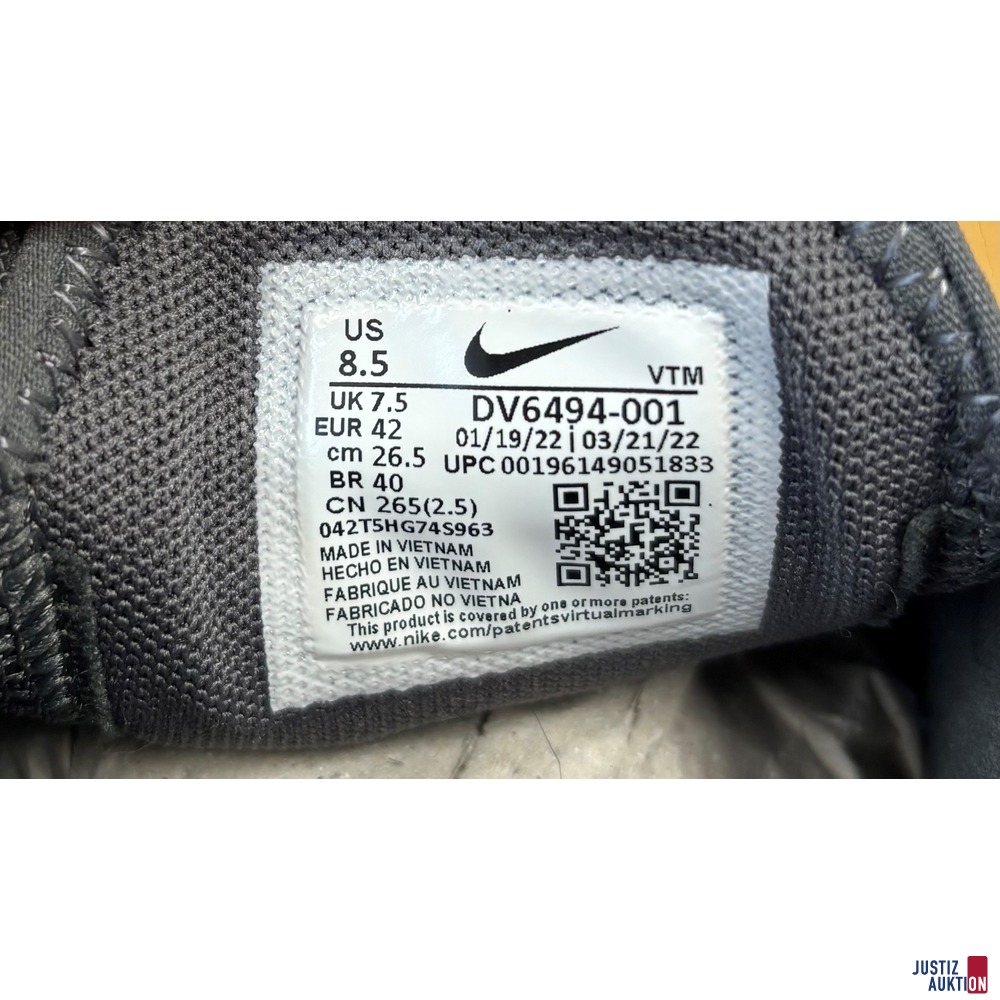 US
8.5
VTM
UK 7.5
DV6494-001
EUR 42
01/19/22 | 03/21/22
cm 26.5
UPC 00196149051833
BR 40
CN 265(2.5)
042T5HG74S963
MADE IN VIETNAM
HECHO EN VIETNAM
FABRIQUE AU VIETNAM
FABRICADO NO VIETNA
This product is covered by one or more patents:
www.nike.com/patentsvirtualmarking
JUSTIZ
AUKTION